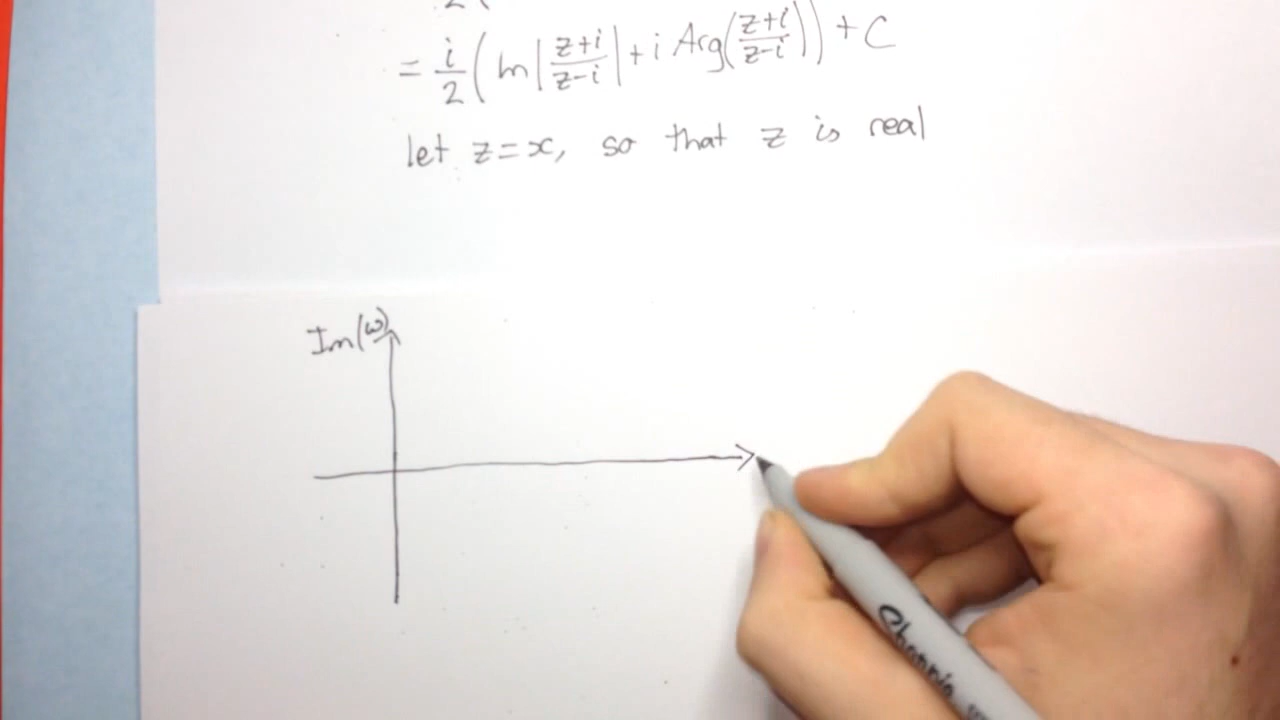 = i/2 ( ln |z+i / z-i| + i Arg(z+i / z-i) ) + C
let z=x, so that z is real
Im(ω)